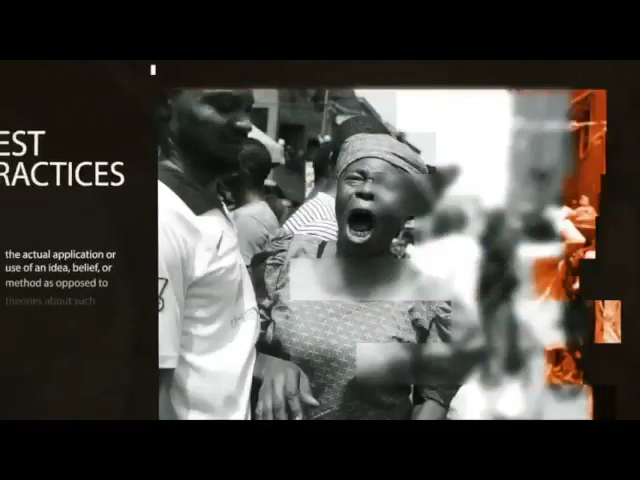 EST
RACTICES
the actual application or
use of an idea, belief, or
method as opposed to
theories about such